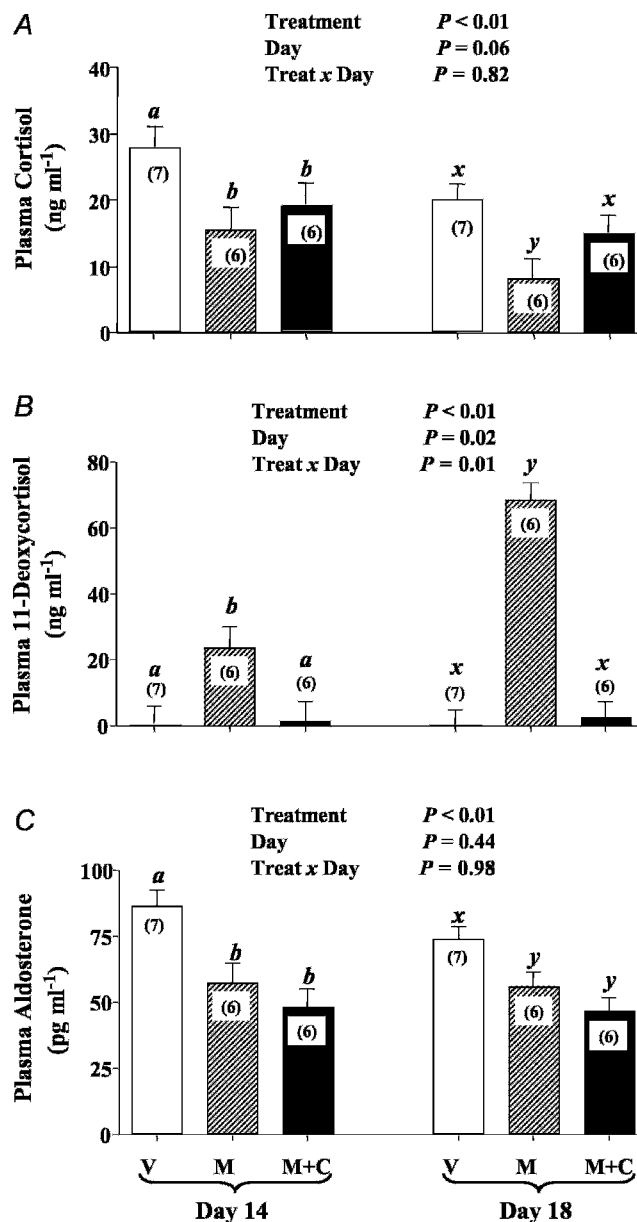 A
Treatment P < 0.01
Day P = 0.06
Treat x Day P = 0.82
Plasma Cortisol
(ng ml-1)
40
30
20
10
0
a
b
b
x
y
x
(7)
(6)
(6)
(7)
(6)
(6)
B
Treatment P < 0.01
Day P = 0.02
Treat x Day P = 0.01
Plasma 11-Deoxycortisol
(ng ml-1)
80
60
40
20
0
a
b
a
x
y
x
(7)
(6)
(6)
(7)
(6)
(6)
C
Treatment P < 0.01
Day P = 0.44
Treat x Day P = 0.98
Plasma Aldosterone
(pg ml-1)
100
75
50
25
0
a
b
b
x
y
y
(7)
(6)
(6)
(7)
(6)
(6)
V M M+C V M M+C
Day 14 Day 18